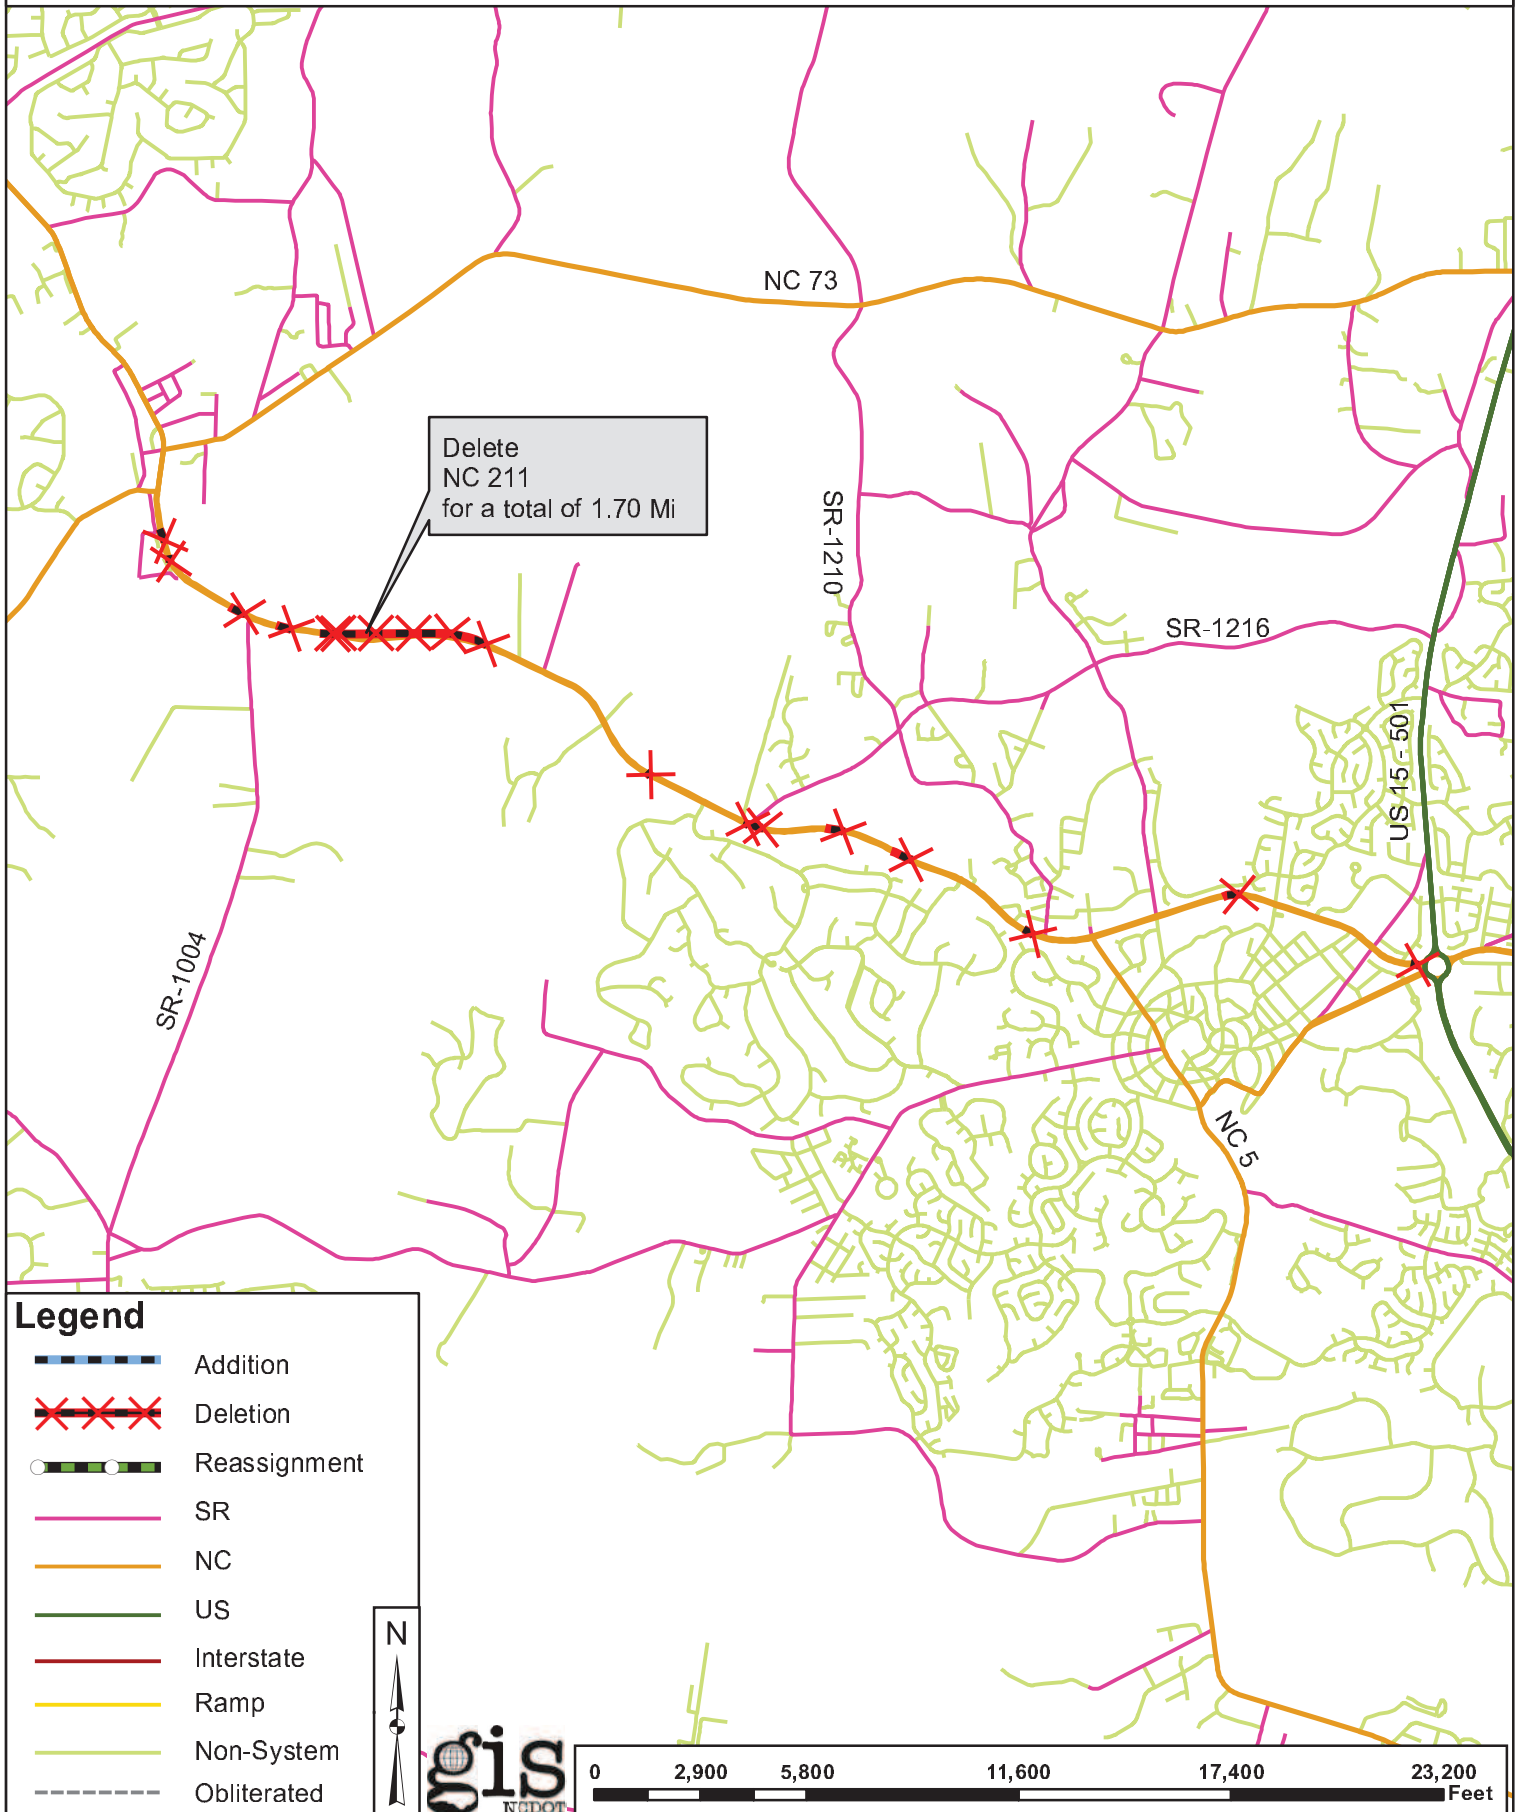 NC 73
Delete
NC 211
for a total of 1.70 Mi
SR-1210
SR-1216
US 15 - 501
SR-1004
NC 5
Legend
Addition
Deletion
Reassignment
SR
NC
US
Interstate
Ramp
Non-System
Obliterated
N
gis
NCDOT
0 2,900 5,800 11,600 17,400 23,200
Feet